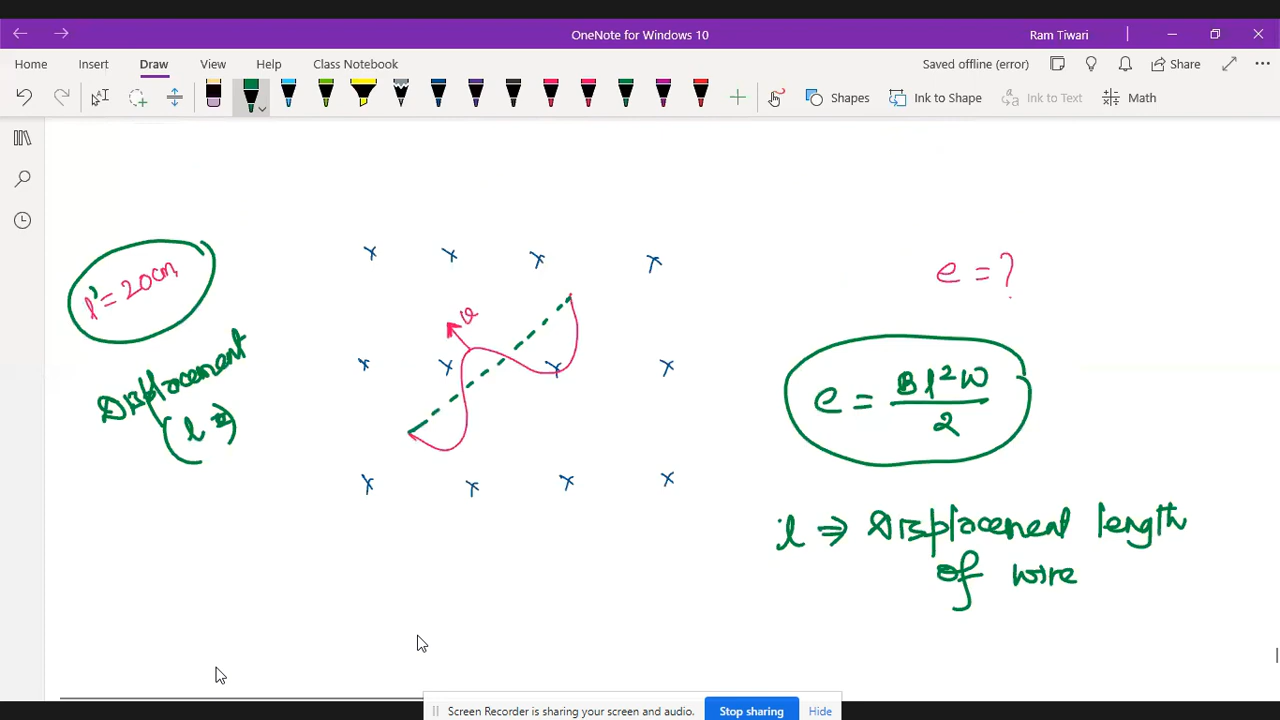 OneNote for Windows 10
Ram Tiwari
Home Insert Draw View Help Class Notebook
Saved offline (error)
Share
Shapes
Ink to Shape
Ink to Text
Math
x x x x
l' = 20cm
e = ?
v
Displacement
(l)
x x x x
e = Bl²w/2
x x x x
l ⇒ Displacement length
of wire
Screen Recorder is sharing your screen and audio.
Stop sharing
Hide